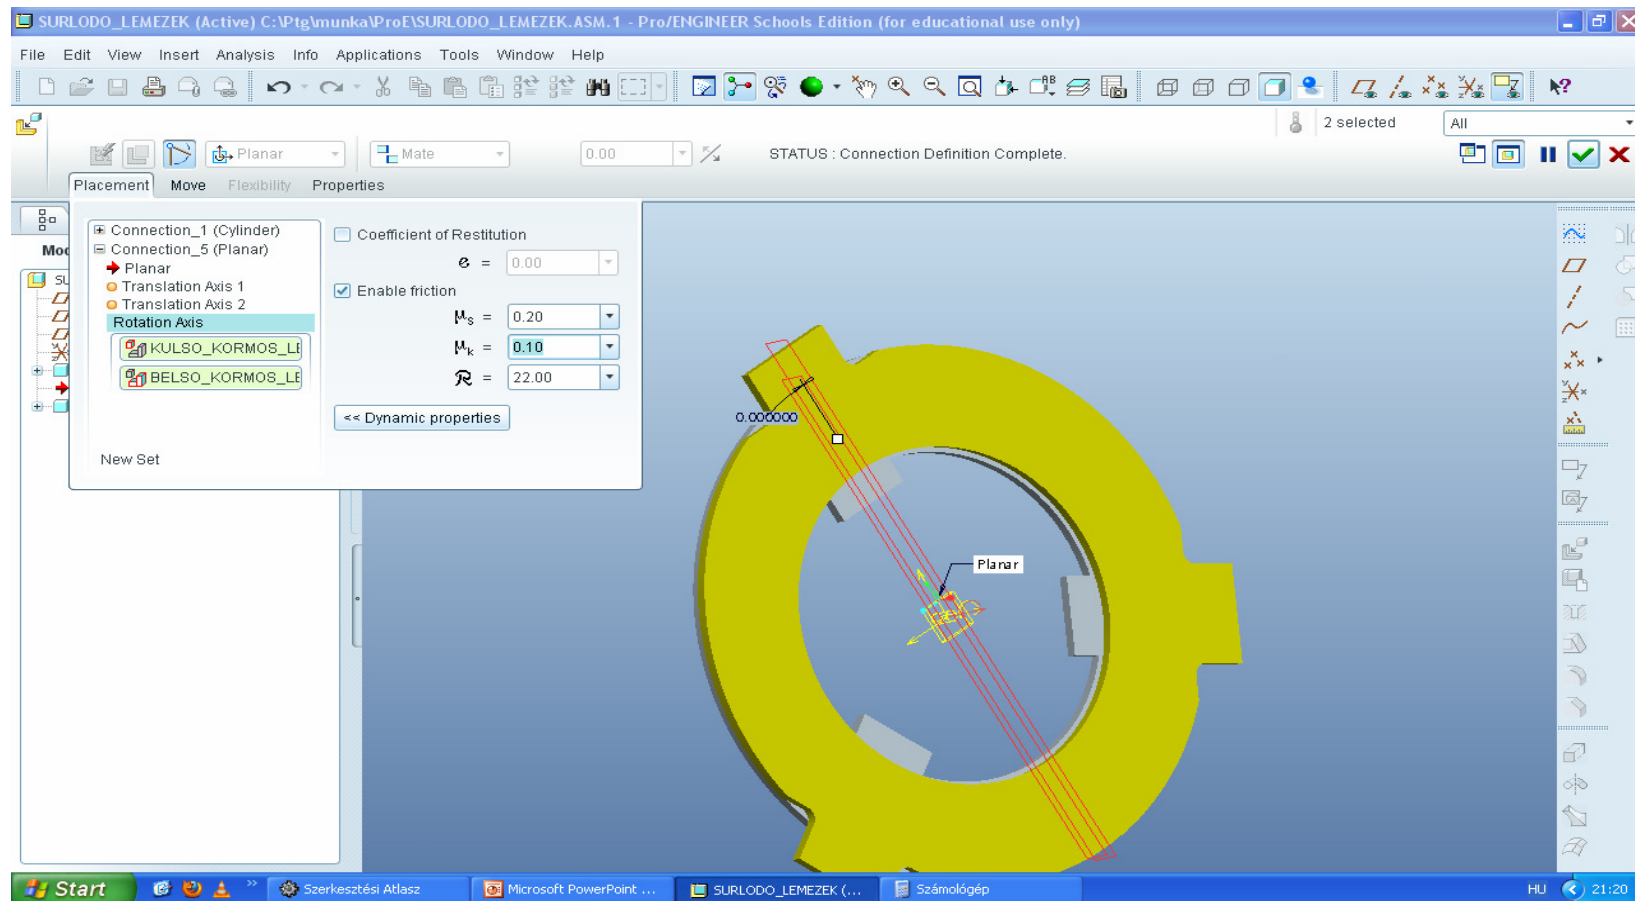 SURLODO_LEMEZEK (Active) C:\Ptg\munka\ProE\SURLODO_LEMEZEK.ASM.1 - Pro/ENGINEER Schools Edition (for educational use only)
File Edit View Insert Analysis Info Applications Tools Window Help
2 selected All
Planar Mate 0.00 STATUS : Connection Definition Complete.
Placement Move Flexibility Properties
Connection_1 (Cylinder)
Connection_5 (Planar)
Planar
Translation Axis 1
Translation Axis 2
Rotation Axis
KULSO_KORMOS_LE
BELSO_KORMOS_LE
New Set
Coefficient of Restitution
e = 0.00
Enable friction
μs = 0.20
μk = 0.10
R = 22.00
<< Dynamic properties
Mo
SU
0.000000
Planar
Start Szerkesztési Atlasz Microsoft PowerPoint ... SURLODO_LEMEZEK (... Számológép HU 21:20